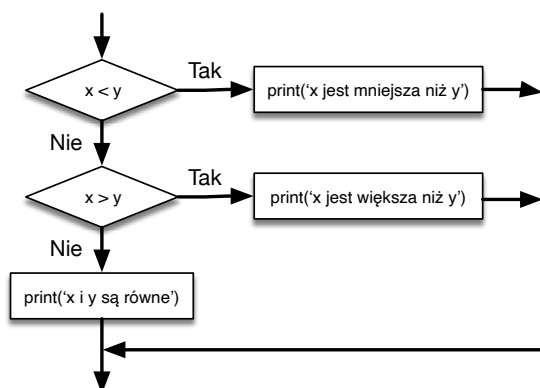 x < y
Tak
print(‘x jest mniejsza niż y’)
Nie
x > y
Tak
print(‘x jest większa niż y’)
Nie
print(‘x i y są równe’)